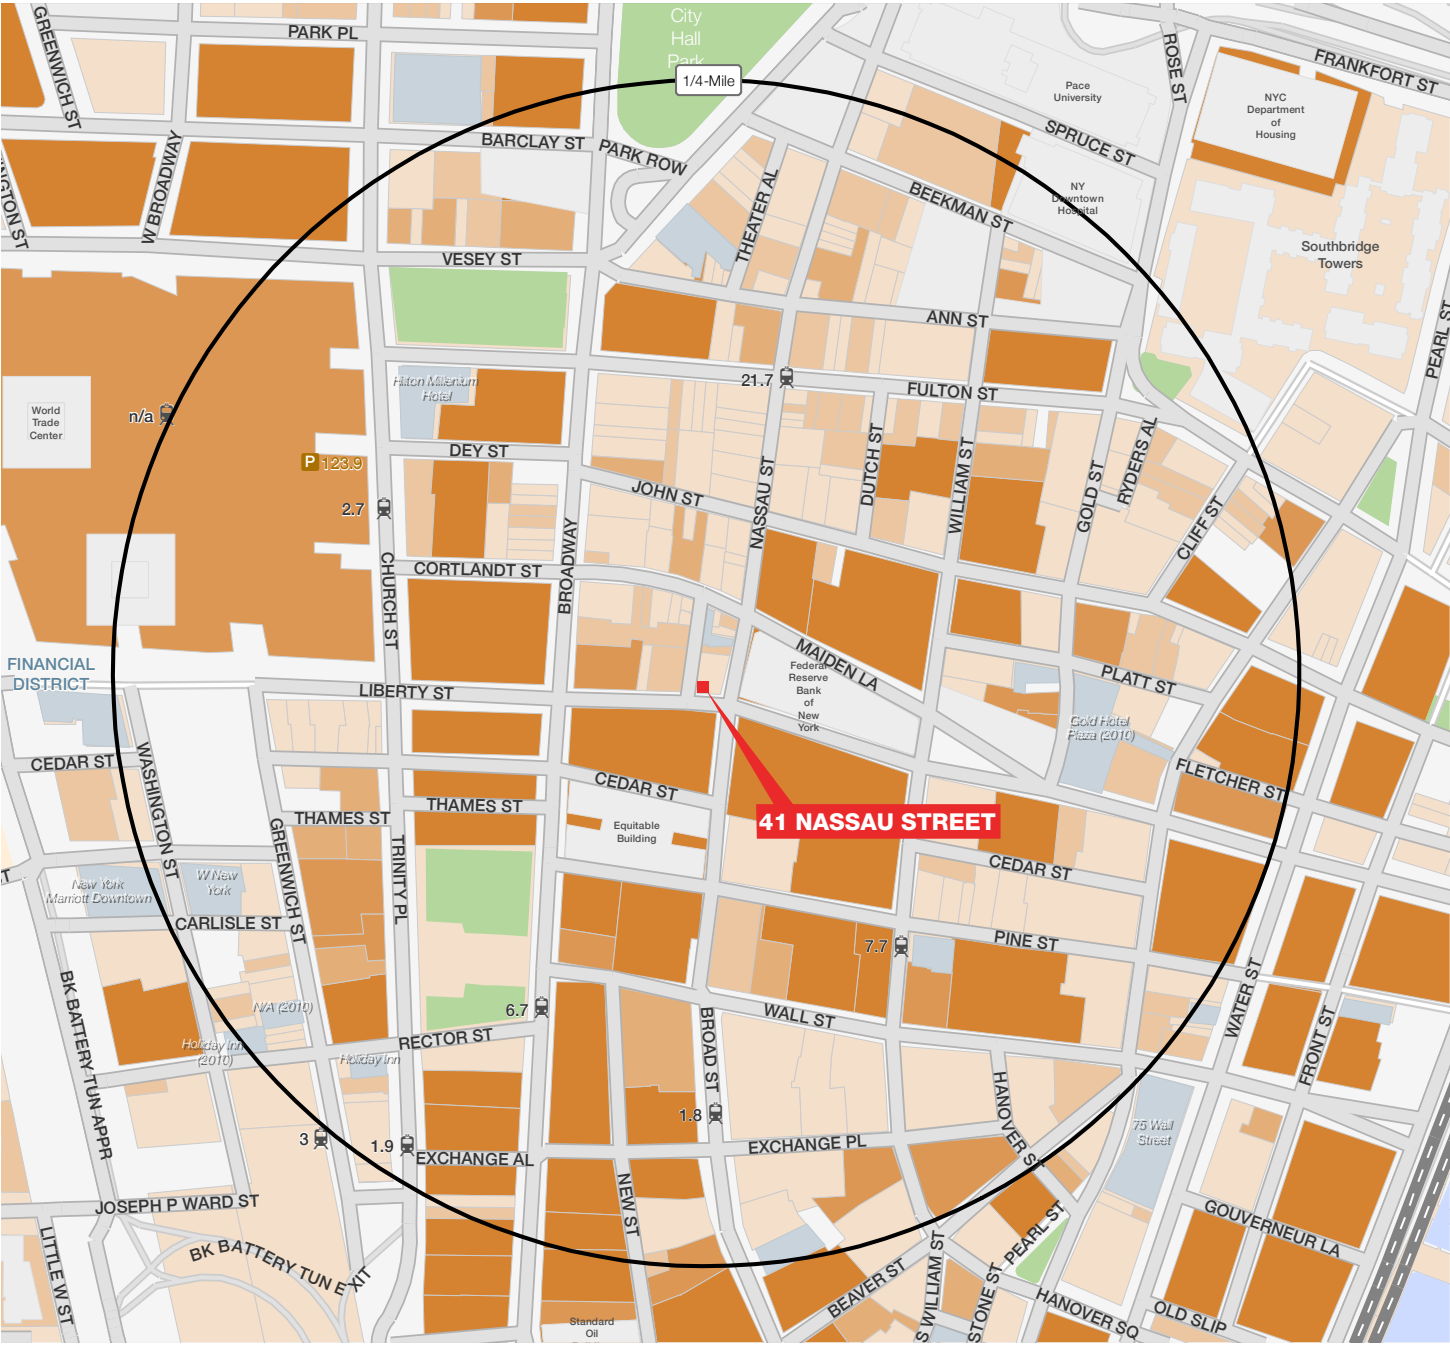 City
Hall
Park
1/4-Mile
PARK PL
GREENWICH ST
ROSE ST
FRANKFORT ST
Pace
University
NYC
Department
of
Housing
W BROADWAY
BARCLAY ST
PARK ROW
SPRUCE ST
NY
Downtown
Hospital
BEEKMAN ST
THEATER AL
VESEY ST
Southbridge
Towers
ANN ST
PEARL ST
21.7
FULTON ST
Hilton Millenium
Hotel
World
Trade
Center
n/a
P 123.9
DEY ST
JOHN ST
NASSAU ST
DUTCH ST
WILLIAM ST
GOLD ST
RYDERS AL
CLIFF ST
2.7
CHURCH ST
CORTLANDT ST
BROADWAY
MAIDEN LA
Federal
Reserve
Bank
of
New
York
PLATT ST
FINANCIAL
DISTRICT
LIBERTY ST
Gold Hotel
Plaza (2010)
CEDAR ST
WASHINGTON ST
CEDAR ST
FLETCHER ST
41 NASSAU STREET
THAMES ST
THAMES ST
Equitable
Building
GREENWICH ST
TRINITY PL
CEDAR ST
New York
Marriott Downtown
W New
York
CARLISLE ST
PINE ST
7.7
BK BATTERY TUN APPR
N/A (2010)
6.7
WALL ST
BROAD ST
WATER ST
FRONT ST
RECTOR ST
Holiday Inn
(2010)
Holiday Inn
HANOVER ST
1.8
75 Wall
Street
3
1.9
EXCHANGE PL
EXCHANGE AL
JOSEPH P WARD ST
NEW ST
GOUVERNEUR LA
PEARL ST
LITTLE W ST
BK BATTERY TUN EXIT
BEAVER ST
S WILLIAM ST
STONE ST
HANOVER SQ
OLD SLIP
Standard
Oil